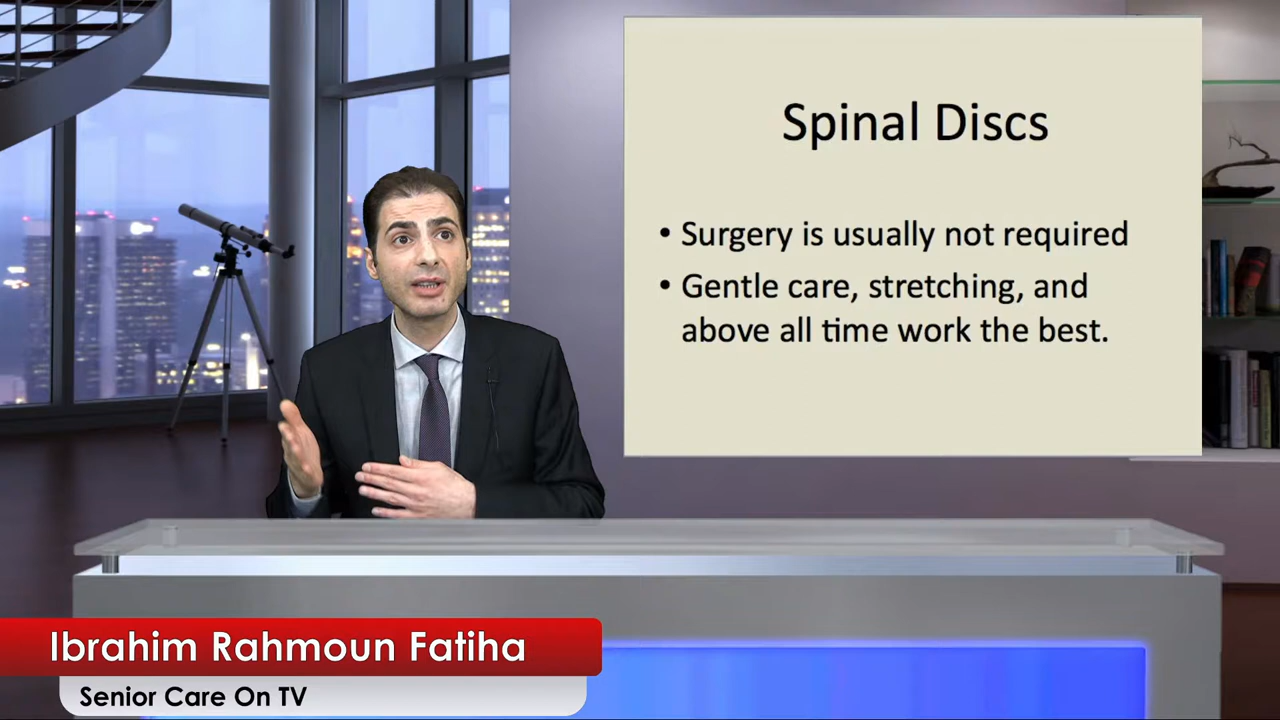 Spinal Discs
• Surgery is usually not required
• Gentle care, stretching, and
above all time work the best.
Ibrahim Rahmoun Fatiha
Senior Care On TV